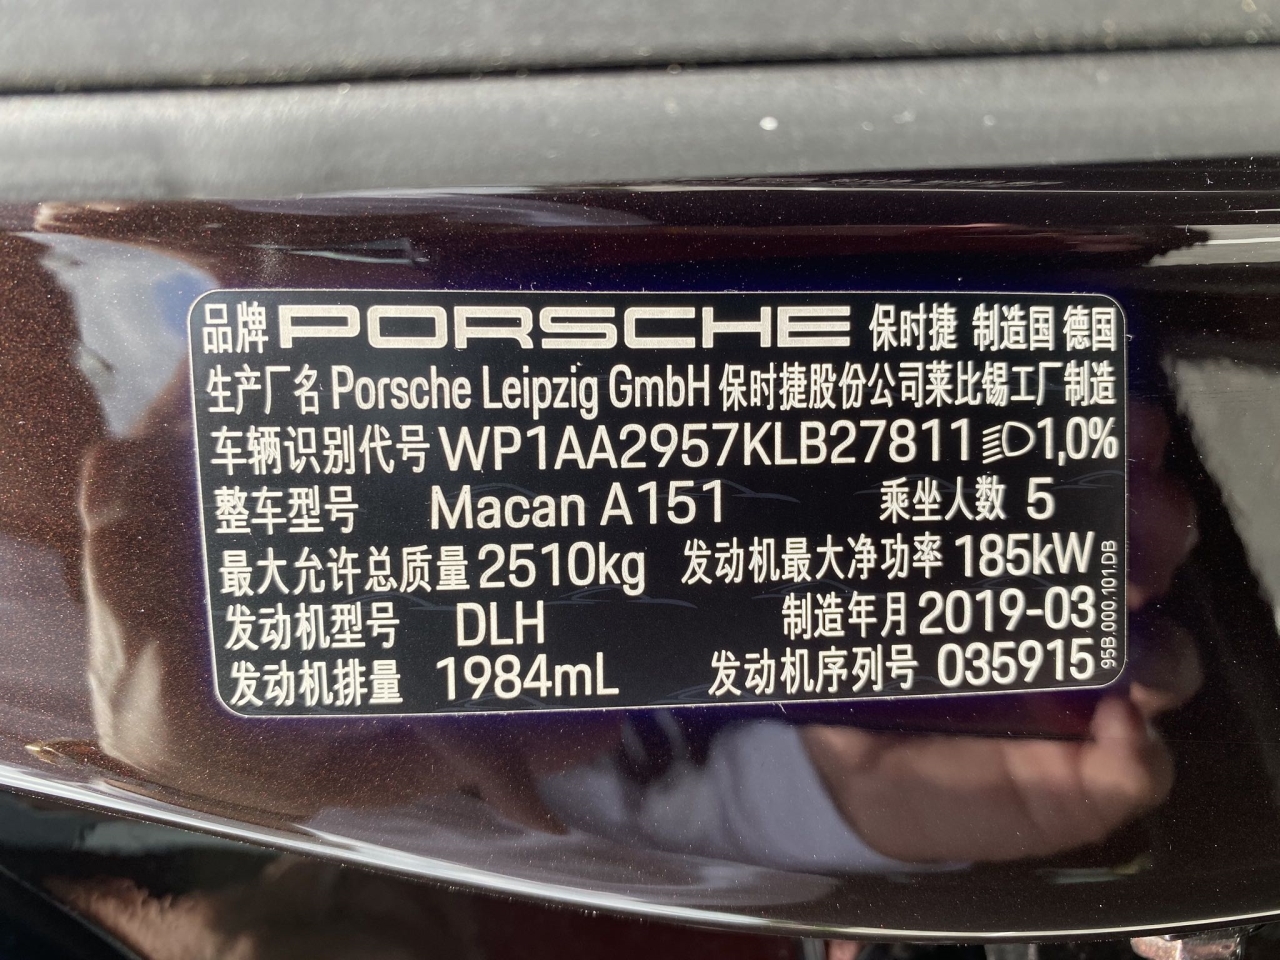 品牌 PORSCHE 保时捷 制造国 德国
生产厂名 Porsche Leipzig GmbH 保时捷股份公司莱比锡工厂制造
车辆识别代号 WP1AA2957KLB27811 1,0%
整车型号 Macan A151 乘坐人数 5
最大允许总质量 2510kg 发动机最大净功率 185kW
发动机型号 DLH 制造年月 2019-03
发动机排量 1984mL 发动机序列号 035915
95B.000.101.DB